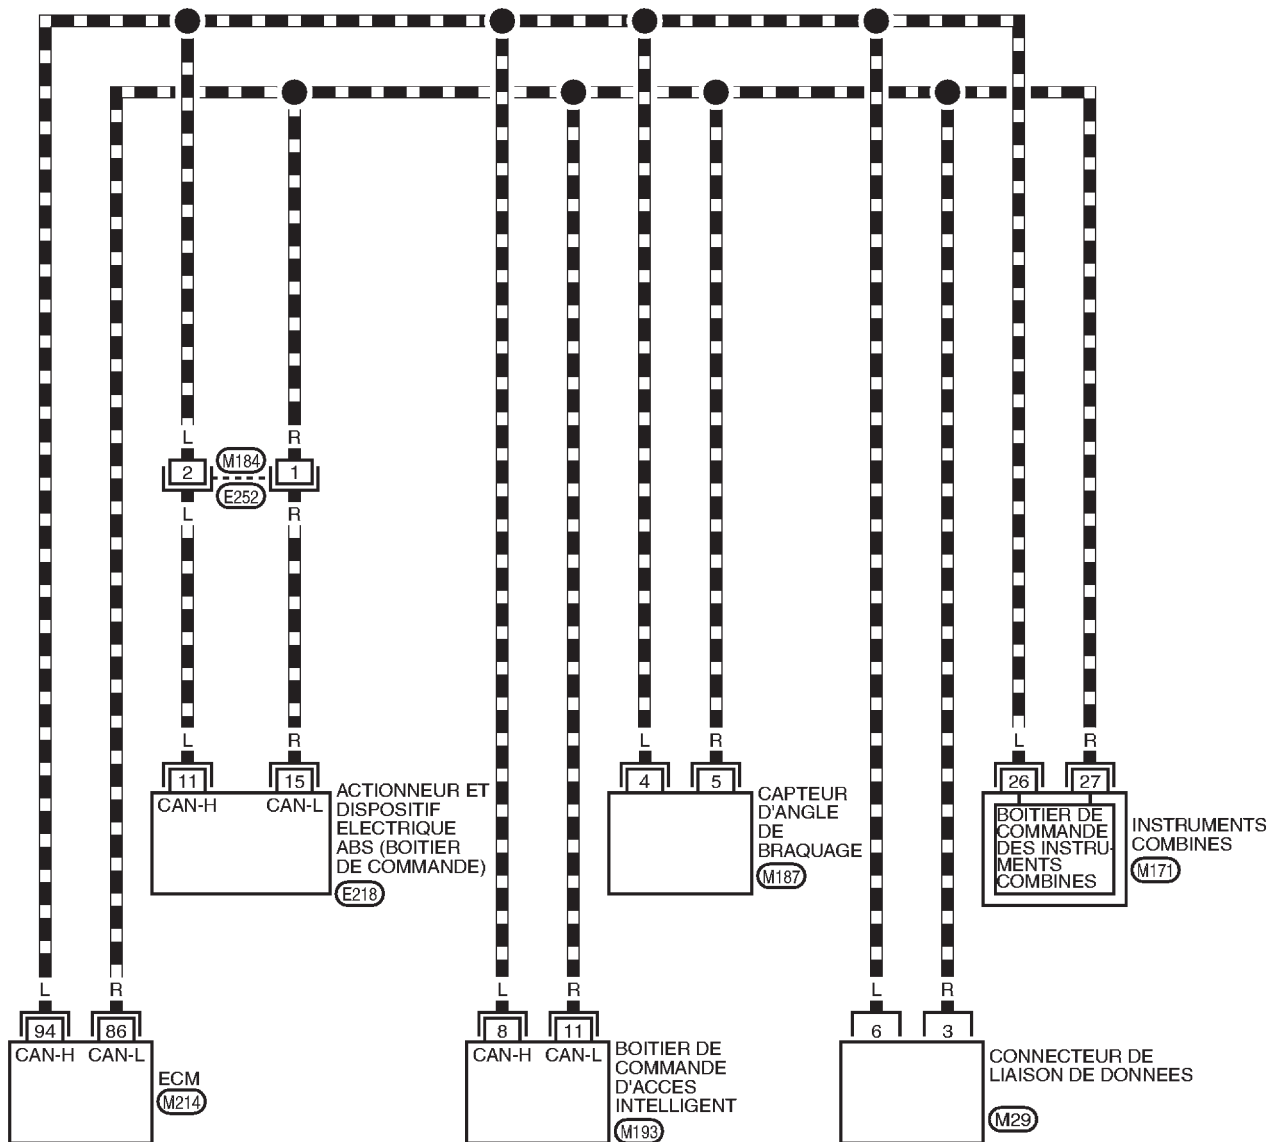 L
R
2
M184
1
E252
L
R
L
R
L
R
L
R
11
15
4
5
26
27
CAN-H
CAN-L
ACTIONNEUR ET
DISPOSITIF
ELECTRIQUE
ABS (BOITIER
DE COMMANDE)
E218
CAPTEUR
D'ANGLE
DE
BRAQUAGE
M187
BOITIER DE
COMMANDE
DES INSTRU-
MENTS
COMBINES
INSTRUMENTS
COMBINES
M171
L
R
L
R
L
R
94
86
8
11
6
3
CAN-H
CAN-L
ECM
M214
CAN-H
CAN-L
BOITIER DE
COMMANDE
D'ACCES
INTELLIGENT
M193
CONNECTEUR DE
LIAISON DE DONNEES
M29